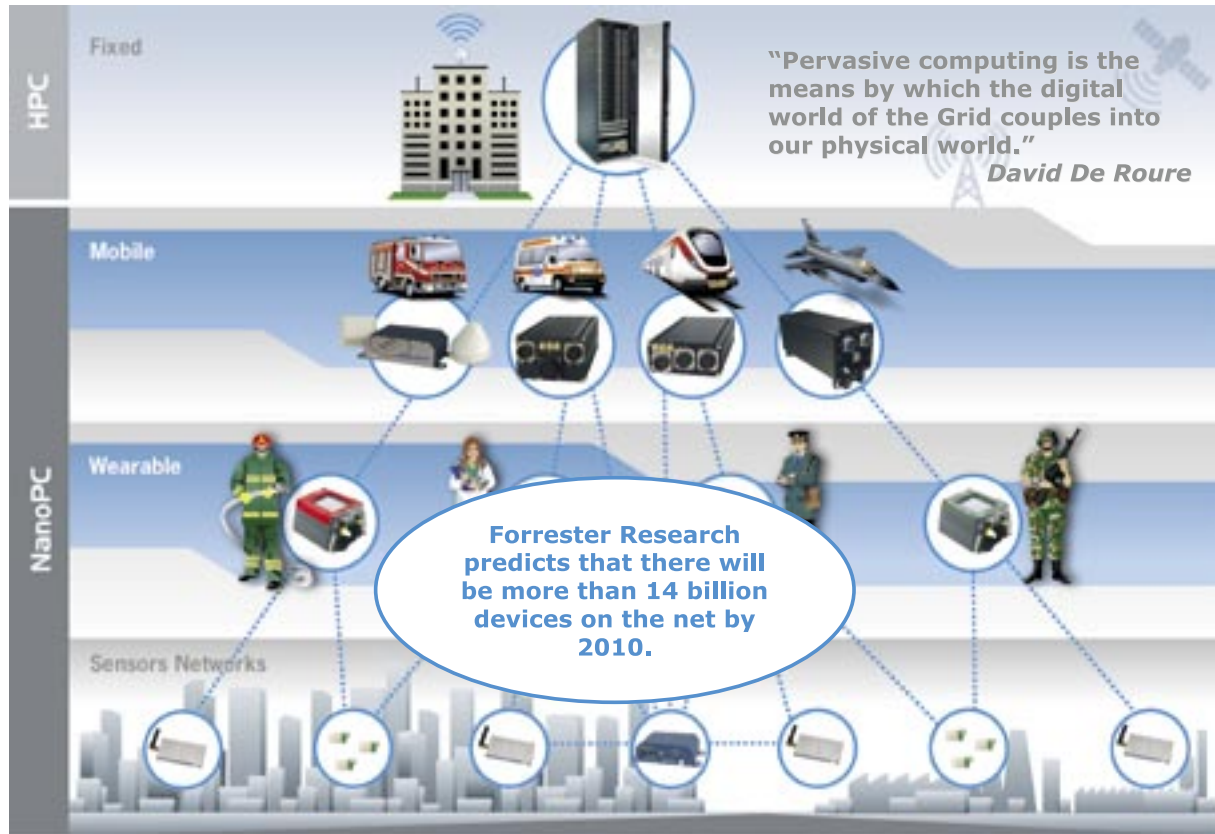 HPC
Fixed
“Pervasive computing is the
means by which the digital
world of the Grid couples into
our physical world.”
David De Roure
NanoPC
Mobile
Wearable
Forrester Research
predicts that there will
be more than 14 billion
devices on the net by
2010.
Sensors Networks